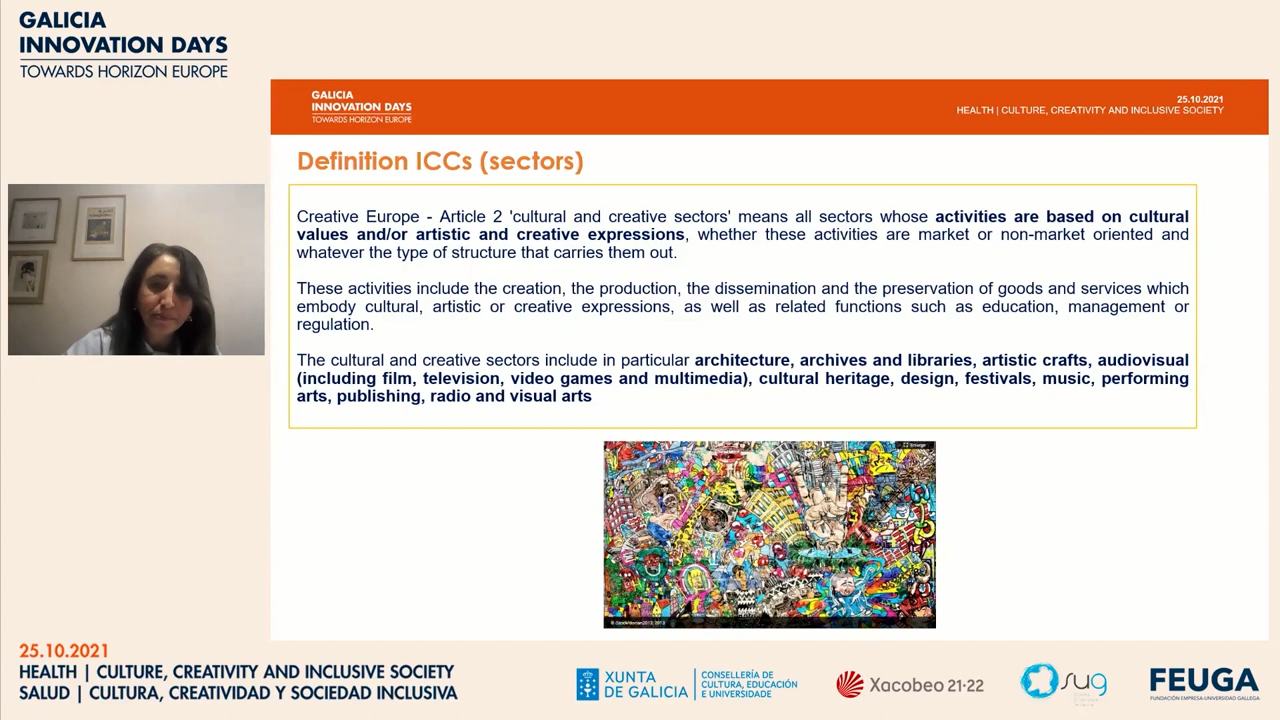 GALICIA
INNOVATION DAYS
TOWARDS HORIZON EUROPE
GALICIA
INNOVATION DAYS
TOWARDS HORIZON EUROPE
25.10.2021
HEALTH | CULTURE, CREATIVITY AND INCLUSIVE SOCIETY
Definition ICCs (sectors)
Creative Europe - Article 2 'cultural and creative sectors' means all sectors whose activities are based on cultural
values and/or artistic and creative expressions, whether these activities are market or non-market oriented and
whatever the type of structure that carries them out.
These activities include the creation, the production, the dissemination and the preservation of goods and services which
embody cultural, artistic or creative expressions, as well as related functions such as education, management or
regulation.
The cultural and creative sectors include in particular architecture, archives and libraries, artistic crafts, audiovisual
(including film, television, video games and multimedia), cultural heritage, design, festivals, music, performing
arts, publishing, radio and visual arts
25.10.2021
HEALTH | CULTURE, CREATIVITY AND INCLUSIVE SOCIETY
SALUD | CULTURA, CREATIVIDAD Y SOCIEDAD INCLUSIVA
XUNTA
DE GALICIA
CONSELLERÍA
DE CULTURA, EDUCACIÓN
E UNIVERSIDADE
Xacobeo 21·22
sug
FEUGA
FUNDACIÓN EMPRESA-UNIVERSIDAD GALLEGA